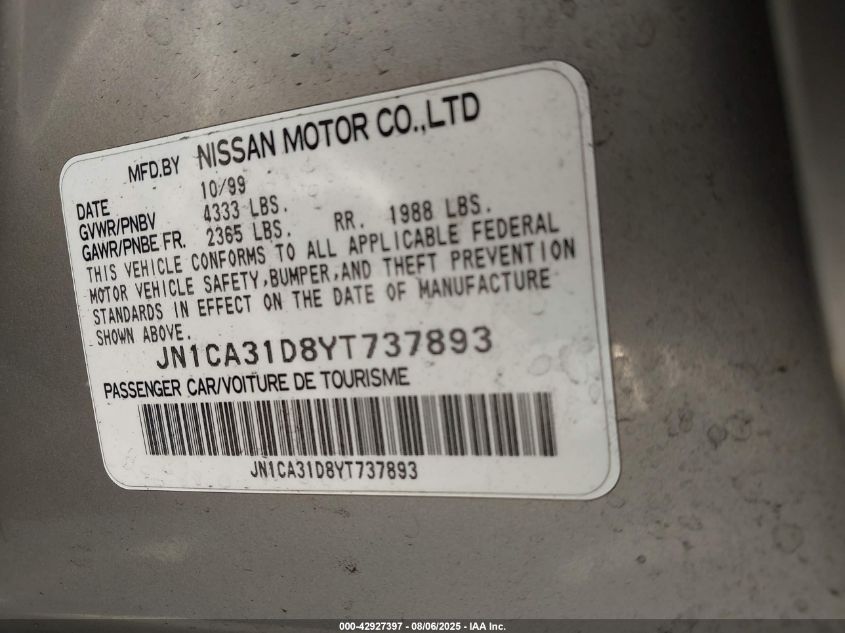 MFD.BY NISSAN MOTOR CO.,LTD
DATE 10/99
GVWR/PNBV 4333 LBS.
GAWR/PNBE FR. 2365 LBS. RR. 1988 LBS.
THIS VEHICLE CONFORMS TO ALL APPLICABLE FEDERAL
MOTOR VEHICLE SAFETY,BUMPER,AND THEFT PREVENTION
STANDARDS IN EFFECT ON THE DATE OF MANUFACTURE
SHOWN ABOVE.
JN1CA31D8YT737893
PASSENGER CAR/VOITURE DE TOURISME
JN1CA31D8YT737893
000-42927397 - 08/06/2025 - IAA Inc.